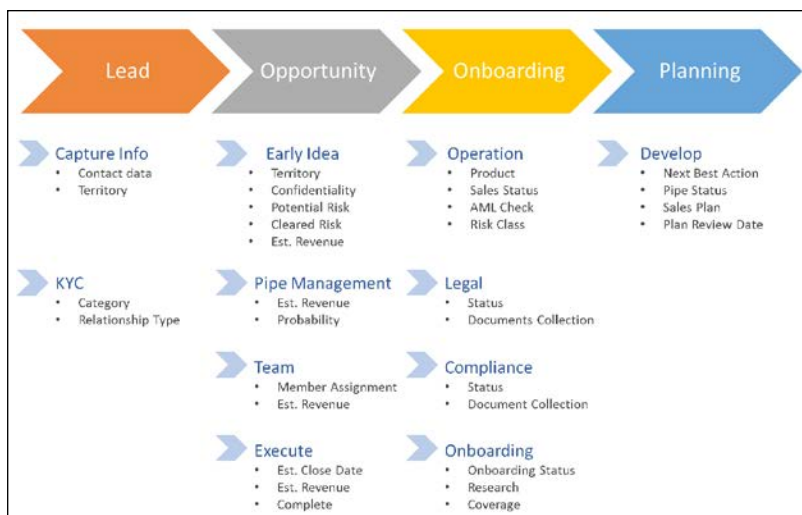 Lead
Opportunity
Onboarding
Planning
Capture Info
• Contact data
• Territory
KYC
• Category
• Relationship Type
Early Idea
• Territory
• Confidentiality
• Potential Risk
• Cleared Risk
• Est. Revenue
Pipe Management
• Est. Revenue
• Probability
Team
• Member Assignment
• Est. Revenue
Execute
• Est. Close Date
• Est. Revenue
• Complete
Operation
• Product
• Sales Status
• AML Check
• Risk Class
Legal
• Status
• Documents Collection
Compliance
• Status
• Document Collection
Onboarding
• Onboarding Status
• Research
• Coverage
Develop
• Next Best Action
• Pipe Status
• Sales Plan
• Plan Review Date